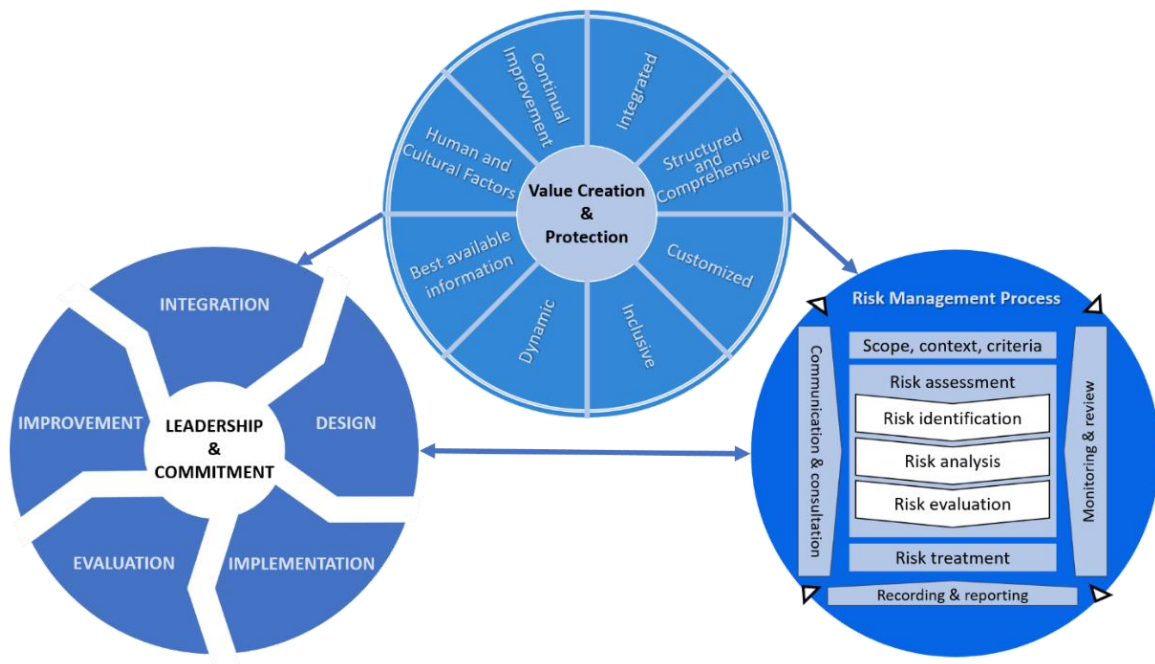 Continual
Improvement
Integrated
Human and
Cultural Factors
Structured
and
Comprehensive
Value Creation
&
Protection
Best available
information
Customized
Dynamic
Inclusive
INTEGRATION
IMPROVEMENT
DESIGN
LEADERSHIP
&
COMMITMENT
EVALUATION
IMPLEMENTATION
Risk Management Process
Scope, context, criteria
Communication & consultation
Risk assessment
Risk identification
Risk analysis
Risk evaluation
Monitoring & review
Risk treatment
Recording & reporting